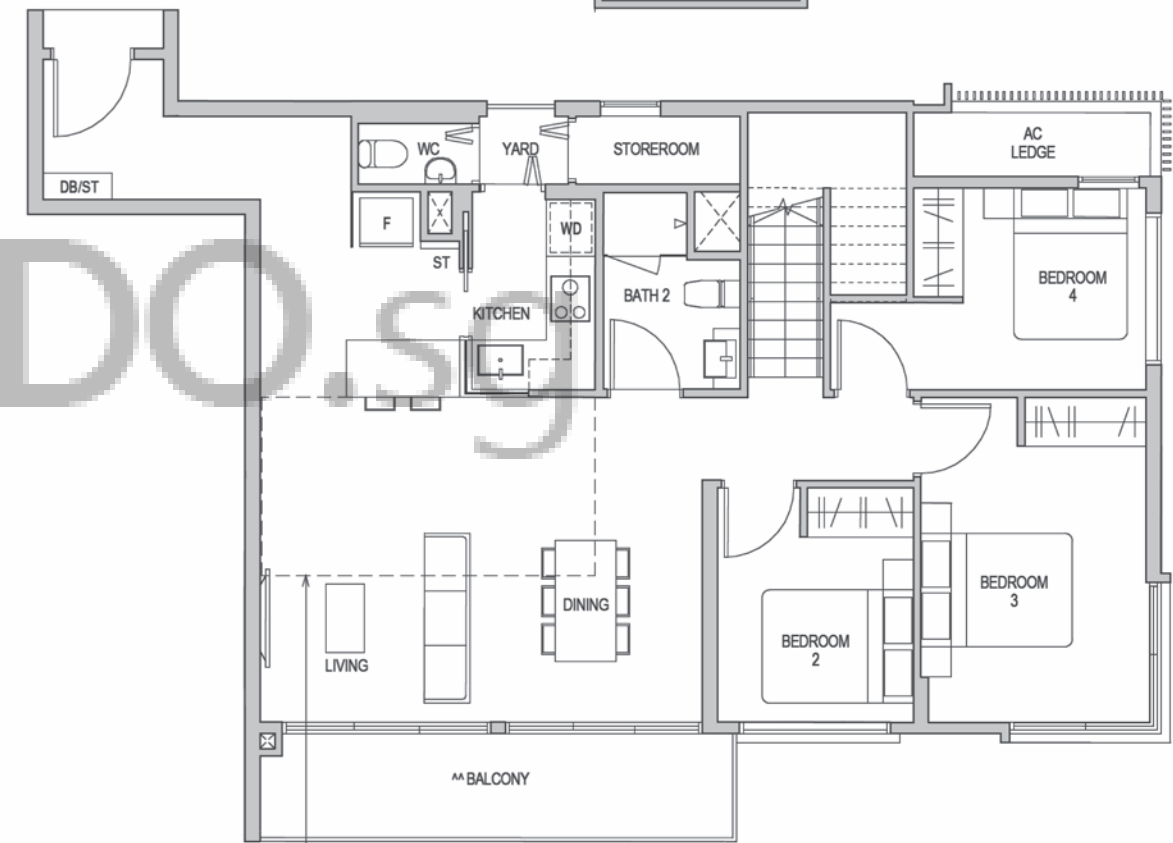 AC
LEDGE
WC
YARD
STOREROOM
DB/ST
F
WD
ST
BEDROOM
4
BATH 2
KITCHEN
DO.sg
BEDROOM
3
DINING
BEDROOM
2
LIVING
^^ BALCONY